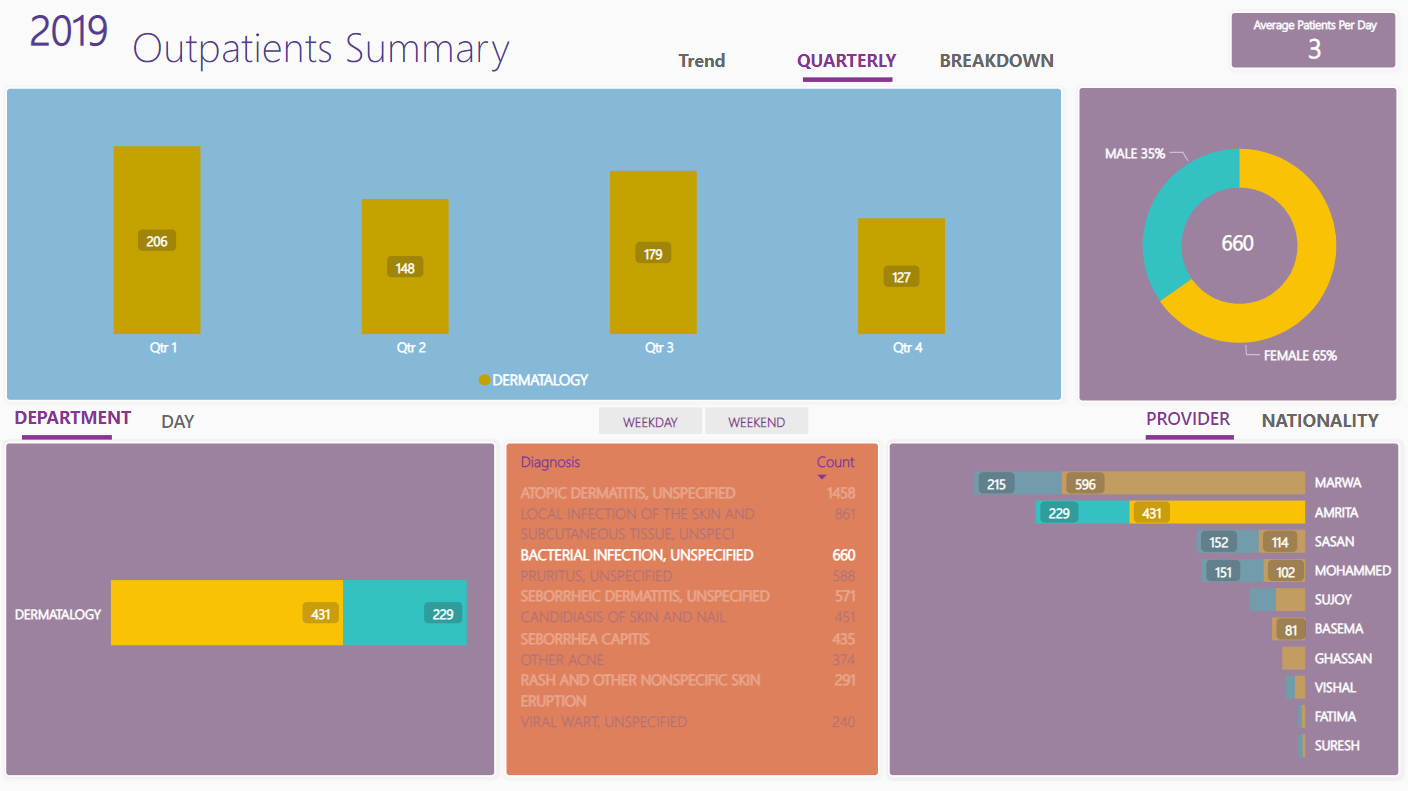 2019
Outpatients Summary
Trend
QUARTERLY
BREAKDOWN
Average Patients Per Day
3
206
148
179
127
Qtr 1
Qtr 2
Qtr 3
Qtr 4
DERMATALOGY
MALE 35%
660
FEMALE 65%
DEPARTMENT
DAY
WEEKDAY
WEEKEND
PROVIDER
NATIONALITY
DERMATALOGY
431
229
Diagnosis Count
ATOPIC DERMATITIS, UNSPECIFIED 1458
LOCAL INFECTION OF THE SKIN AND 861
SUBCUTANEOUS TISSUE, UNSPECI
BACTERIAL INFECTION, UNSPECIFIED 660
PRURITUS, UNSPECIFIED 588
SEBORRHEIC DERMATITIS, UNSPECIFIED 571
CANDIDIASIS OF SKIN AND NAIL 451
SEBORRHEA CAPITIS 435
OTHER ACNE 374
RASH AND OTHER NONSPECIFIC SKIN 291
ERUPTION
VIRAL WART, UNSPECIFIED 240
215 596 MARWA
229 431 AMRITA
152 114 SASAN
151 102 MOHAMMED
SUJOY
81 BASEMA
GHASSAN
VISHAL
FATIMA
SURESH